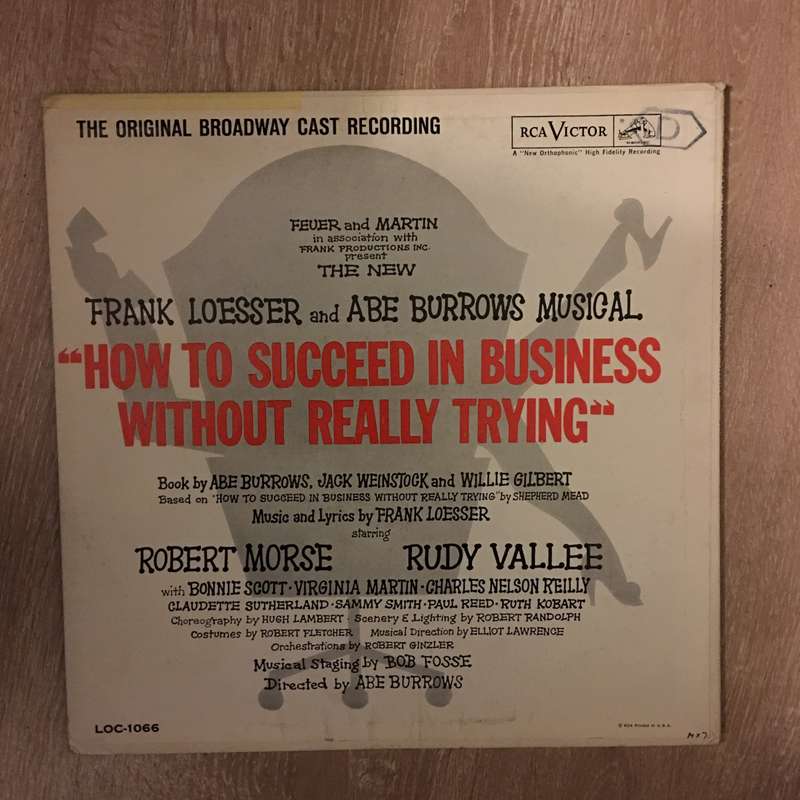 THE ORIGINAL BROADWAY CAST RECORDING
RCA VICTOR
A "New Orthophonic" High Fidelity Recording
FEUER and MARTIN
in association with
FRANK PRODUCTIONS INC.
present
THE NEW
FRANK LOESSER and ABE BURROWS MUSICAL
"HOW TO SUCCEED IN BUSINESS
WITHOUT REALLY TRYING"
Book by ABE BURROWS, JACK WEINSTOCK and WILLIE GILBERT
Based on "HOW TO SUCCEED IN BUSINESS WITHOUT REALLY TRYING" by SHEPHERD MEAD
Music and Lyrics by FRANK LOESSER
starring
ROBERT MORSE RUDY VALLEE
with BONNIE SCOTT · VIRGINIA MARTIN · CHARLES NELSON REILLY
CLAUDETTE SUTHERLAND · SAMMY SMITH · PAUL REED · RUTH KOBART
Choreography by HUGH LAMBERT · Scenery & Lighting by ROBERT RANDOLPH
Costumes by ROBERT FLETCHER Musical Direction by ELLIOT LAWRENCE
Orchestrations by ROBERT GINZLER
Musical Staging by BOB FOSSE
Directed by ABE BURROWS
LOC-1066
Printed in U.S.A.